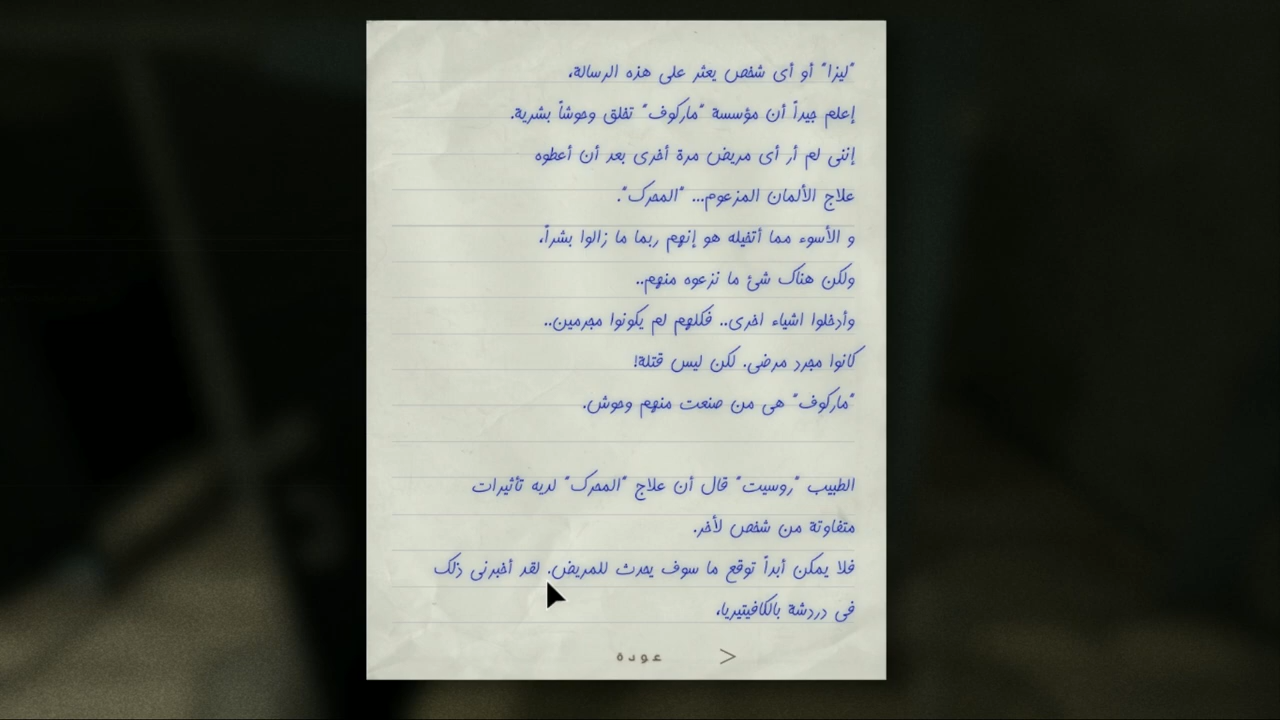 "ليزا" أو أى شخص يعثر على هذه الرسالة،
إعلم جيداً أن مؤسسة "ماركوف" تخلق وحوشاً بشرية.
إننى لم أر أى مريض مرة أخرى بعد أن أعطوه
علاج الألمان المزعوم... "المحرك".
و الأسوء مما أتخيله هو إنهم ربما ما زالوا بشراً،
ولكن هناك شئ ما نزعوه منهم..
وأدخلوا اشياء اخرى.. فكلهم لم يكونوا مجرمين..
كانوا مجرد مرضى. لكن ليس قتلة!
"ماركوف" هى من صنعت منهم وحوش.
الطبيب "روسيت" قال أن علاج "المحرك" لديه تأثيرات
متفاوتة من شخص لأخر.
فلا يمكن أبداً توقع ما سوف يحدث للمريض. لقد أخبرنى ذلك
فى دردشة بالكافيتيريا،
عودة >